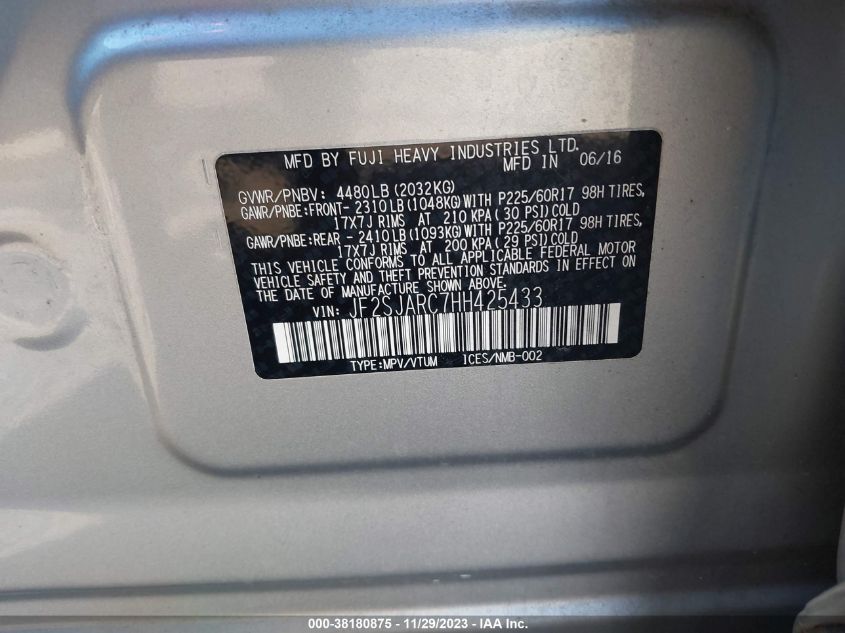 MFD BY FUJI HEAVY INDUSTRIES LTD.
MFD IN 06/16
GVWR/PNBV: 4480LB (2032KG)
GAWR/PNBE:FRONT- 2310LB (1048KG)WITH P225/60R17 98H TIRES,
17X7J RIMS AT 210 KPA (30 PSI)COLD
GAWR/PNBE:REAR - 2410LB (1093KG)WITH P225/60R17 98H TIRES,
17X7J RIMS AT 200 KPA (29 PSI)COLD
THIS VEHICLE CONFORMS TO ALL APPLICABLE FEDERAL MOTOR
VEHICLE SAFETY AND THEFT PREVENTION STANDARDS IN EFFECT ON
THE DATE OF MANUFACTURE SHOWN ABOVE.
VIN: JF2SJARC7HH425433
TYPE:MPV/VTUM ICES/NMB-002
000-38180875 - 11/29/2023 - IAA Inc.